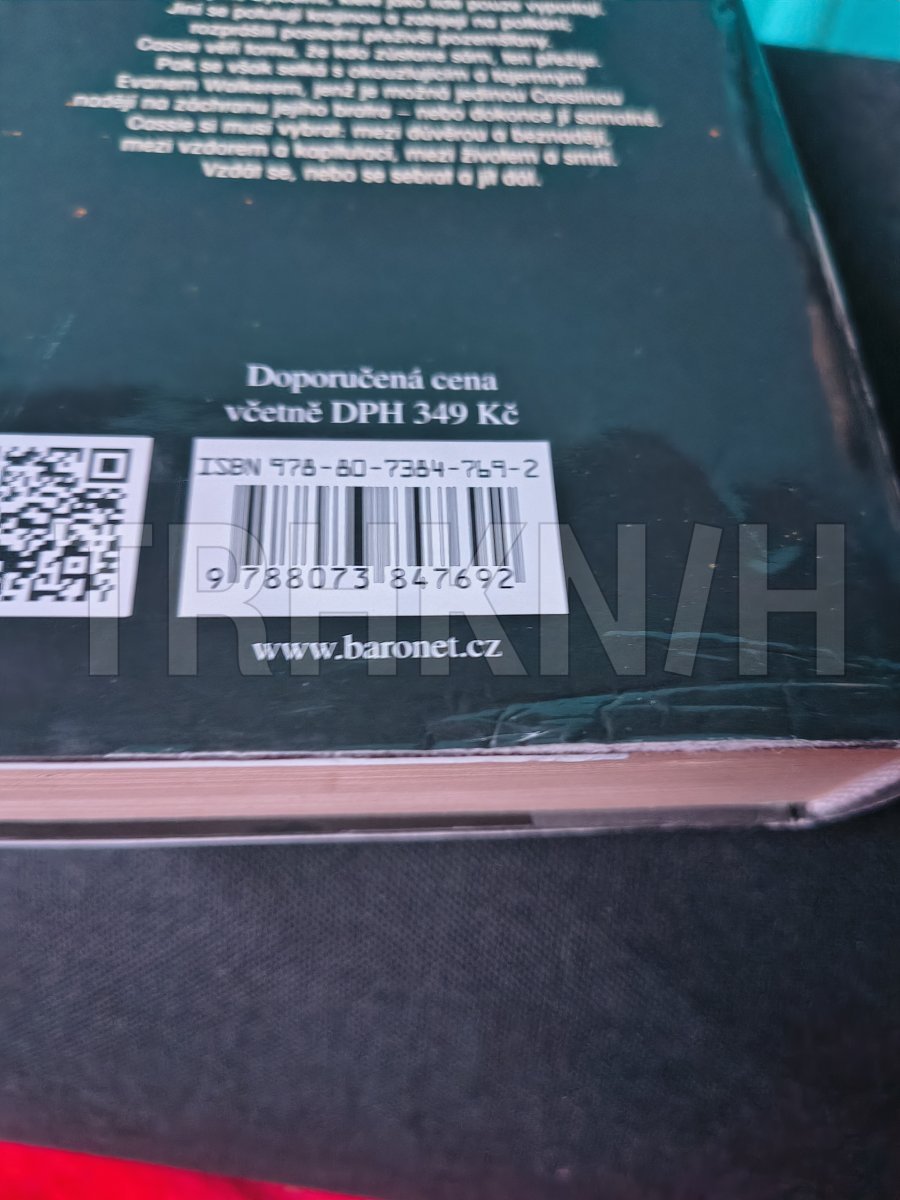 Jiní se potulují krajinou a zabíjejí na potkání,
rozptýlí poslední přeživší pozemšťany.
Cassie věří tomu, že kdo zůstane sám, ten přežije.
Pak se však setká s okouzlujícím a tajemným
Evanem Walkerem, jenž je možná jedinou Cassiinou
nadějí na záchranu jejího bratra – nebo dokonce jí samotné.
Cassie si musí vybrat mezi důvěrou a beznadějí,
mezi vzdorem a kapitulací, mezi životem a smrtí.
Vzdát se, nebo se sebrat a jít dál.
Doporučená cena
včetně DPH 349 Kč
ISBN 978-80-7384-769-2
9 788073 847692
TRHKNIH
www.baronet.cz